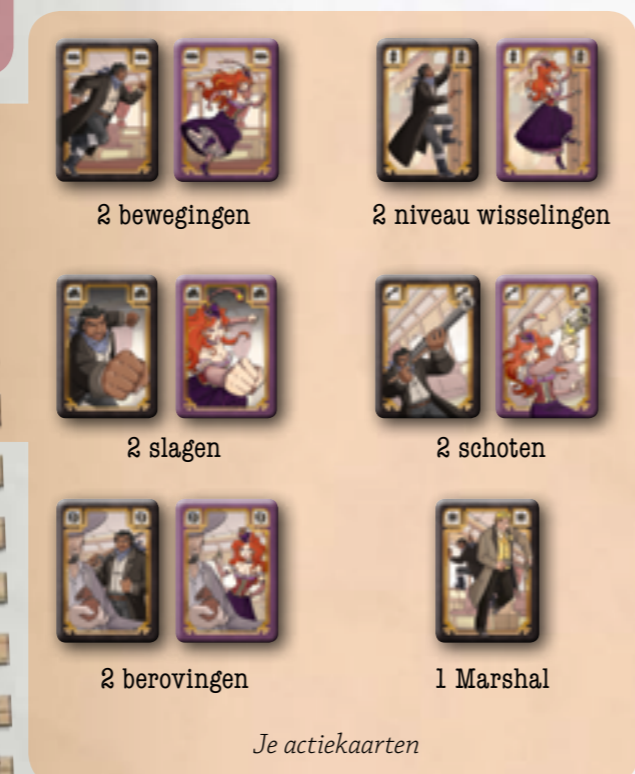 2 bewegingen
2 niveau wisselingen
2 slagen
2 schoten
2 berovingen
1 Marshal
Je actiekaarten